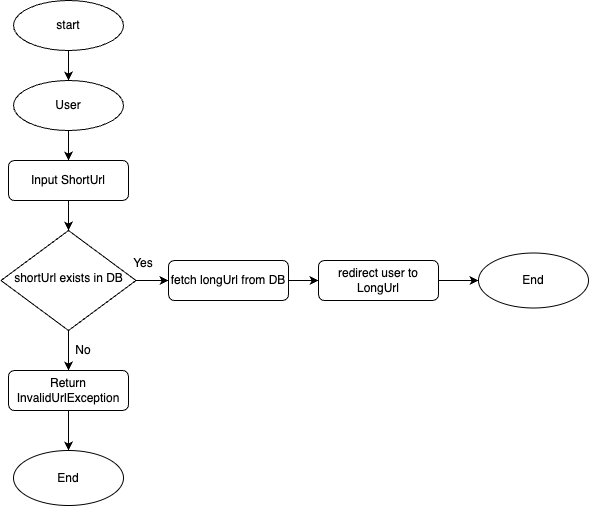 start
User
Input ShortUrl
shortUrl exists in DB
Yes
fetch longUrl from DB
redirect user to
LongUrl
End
No
Return
InvalidUrlException
End